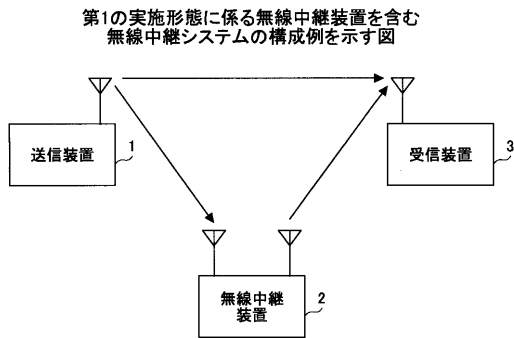 第1の実施形態に係る無線中継装置を含む
無線中継システムの構成例を示す図
送信装置
1
受信装置
3
無線中継
装置
2